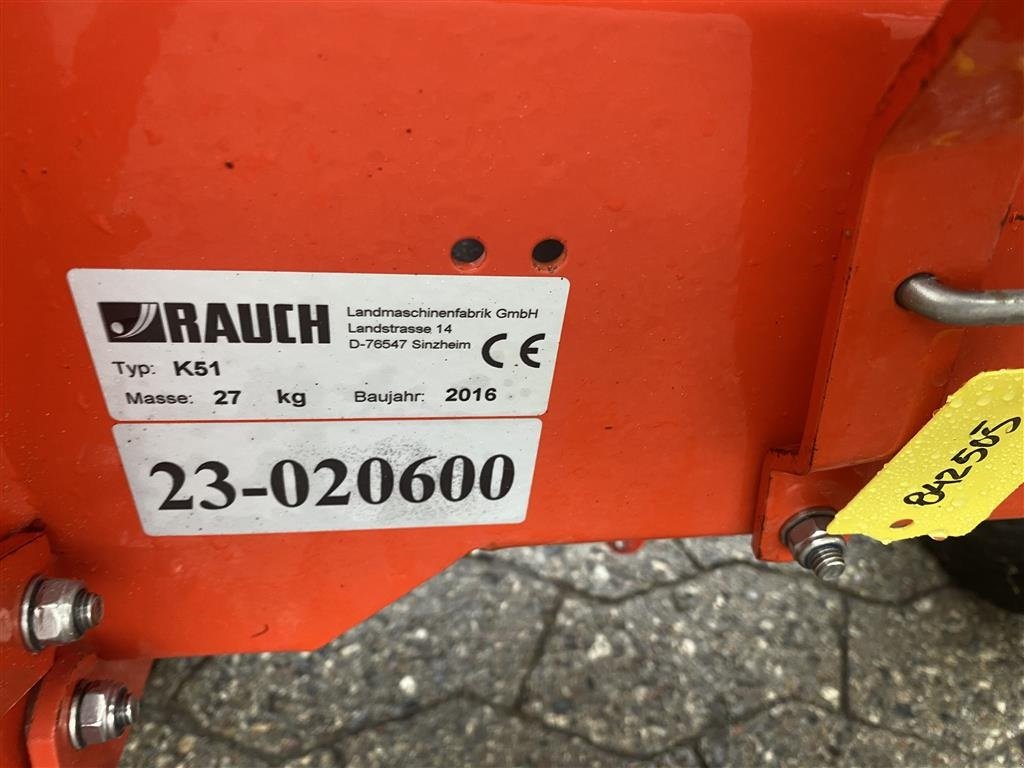 RAUCH
Landmaschinenfabrik GmbH
Landstrasse 14
D-76547 Sinzheim
CE
Typ: K51
Masse: 27 kg Baujahr: 2016
23-020600
842505